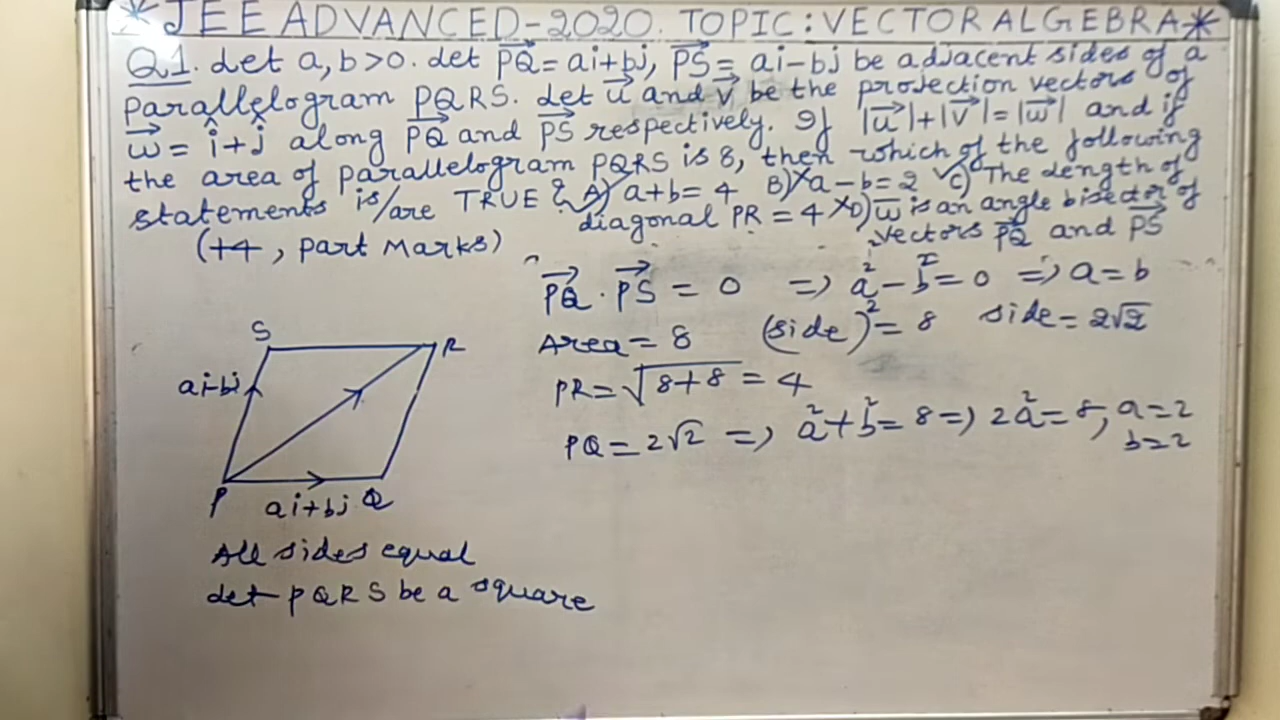 *JEE ADVANCED-2020. TOPIC: VECTOR ALGEBRA*
Q1. Let a, b>0. Let PQ⃗ = ai+bj, PS⃗ = ai-bj be adjacent sides of a
parallelogram PQRS. Let u⃗ and v⃗ be the projection vectors of
w⃗ = î+ĵ along PQ⃗ and PS⃗ respectively. If |u⃗|+|v⃗|=|w⃗| and if
the area of parallelogram PQRS is 8, then which of the following
statements is/are TRUE? ✓A) a+b=4 B)× a-b=2 ✓C) The Length of
diagonal PR=4 ×D) w⃗ is an angle bisector of
(+4, Part Marks) vectors PQ⃗ and PS⃗
PQ⃗ . PS⃗ = 0 => a²-b²=0 => a=b
Area=8 (side)²=8 side=2√2
PR=√8+8=4
PQ=2√2 => a²+b²=8=> 2a²=8, a=2
b=2
S R
ai-bj
P ai+bj Q
All sides equal
Let PQRS be a square